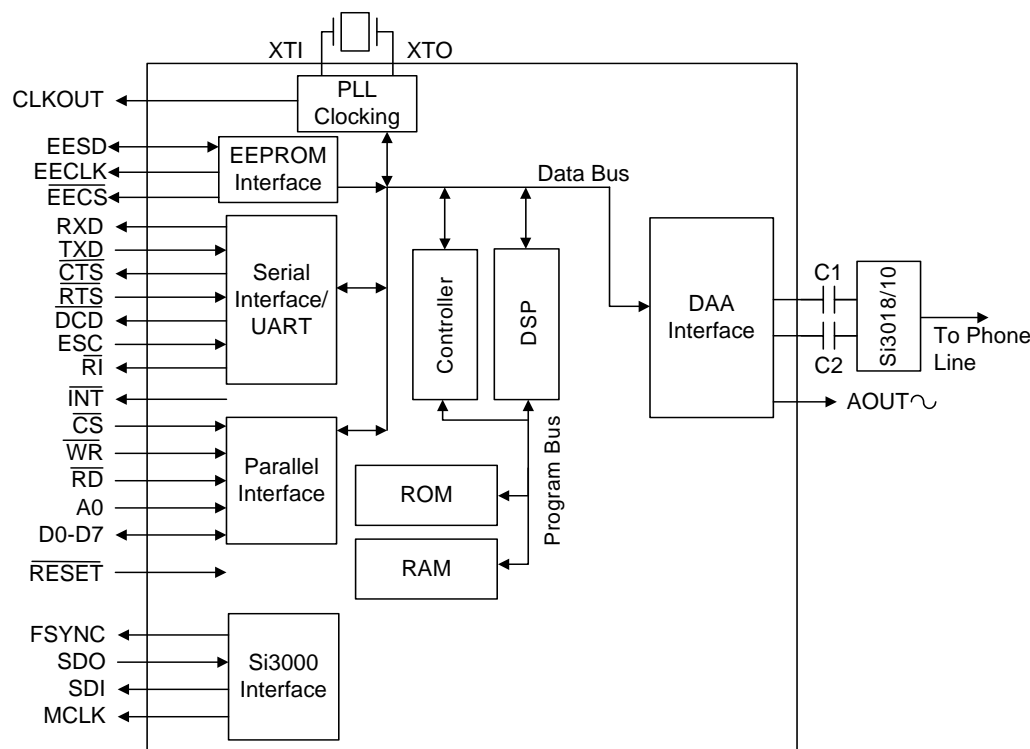 XTI
XTO
PLL
Clocking
CLKOUT
EESD
EECLK
EECS
EEPROM
Interface
Data Bus
RXD
TXD
CTS
RTS
DCD
ESC
RI
Serial
Interface/
UART
Controller
DSP
DAA
Interface
C1
C2
Si3018/10
To Phone
Line
AOUT
INT
CS
WR
RD
A0
D0-D7
Parallel
Interface
ROM
RAM
Program Bus
RESET
FSYNC
SDO
SDI
MCLK
Si3000
Interface